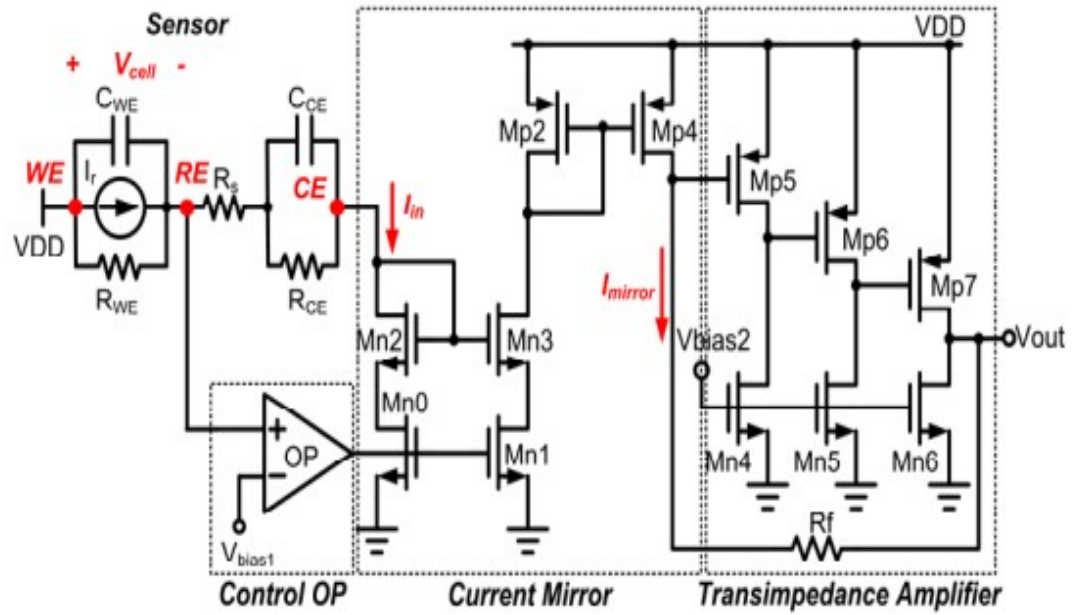 Sensor
VDD
+ Vcell -
CWE
CCE
Mp2
Mp4
Mp5
WE
Ir
RE
Rs
CE
Iin
VDD
Mp6
RWE
RCE
Imirror
Mp7
Mn2
Mn3
Vbias2
Vout
Mn0
+
OP
-
Mn1
Mn4
Mn5
Mn6
Vbias1
Rf
Control OP
Current Mirror
Transimpedance Amplifier